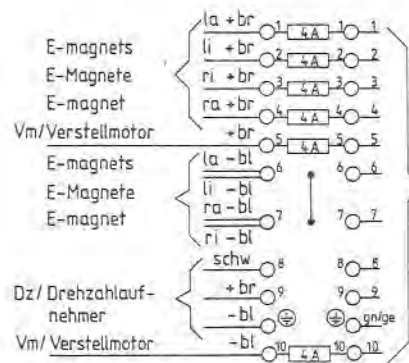 la +br 1 4A 1 1
E-magnets li +br 2 4A 2 2
E-Magnete ri +br 3 4A 3 3
E-magnet ra +br 4 4A 4 4
Vm/Verstellmotor +br 5 4A 5 5
E-magnets la -bl 6 6 6
E-Magnete li -bl
E-magnet ra -bl 7 7 7
ri -bl
schw 8 8 8
Dz/Drehzahlauf- +br 9 9 9
nehmer -bl gn/ge
Vm/Verstellmotor -bl 10 4A 10 10